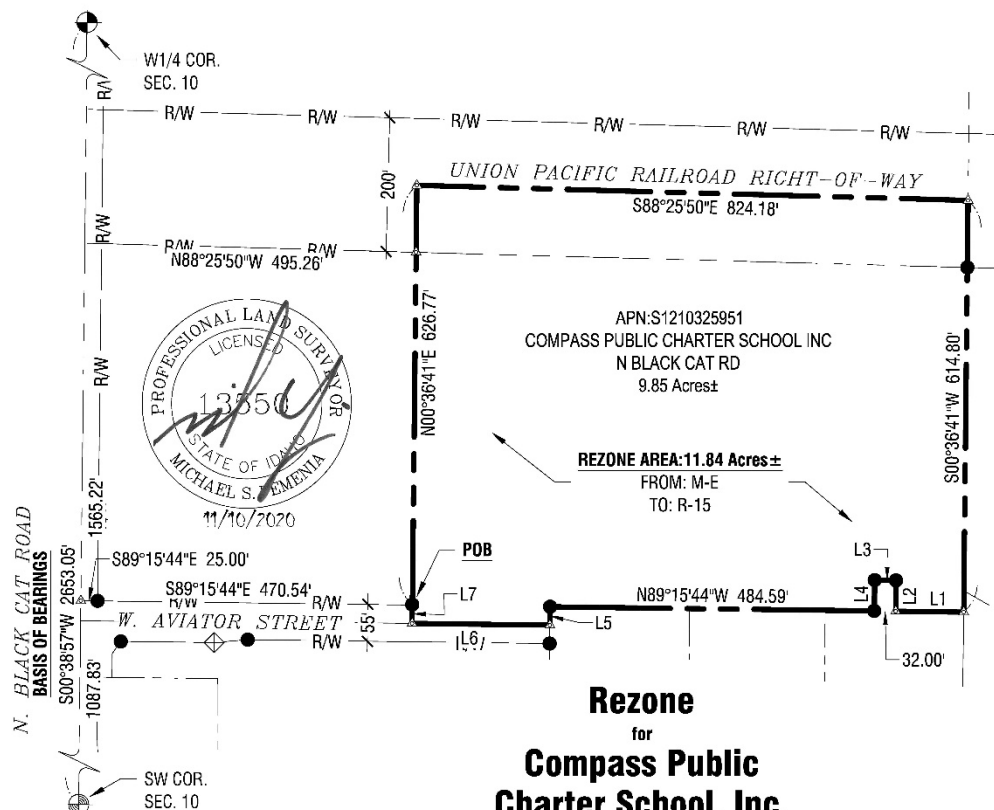 W1/4 COR.
SEC. 10
R/W
R/W
R/W
R/W
R/W
R/W
R/W
UNION PACIFIC RAILROAD RIGHT-OF-WAY
S88°25'50"E 824.18'
200'
R/W
R/W
R/W
N88°25'50"W 495.26'
R/W
N00°36'41"E 626.77'
APN:S1210325951
COMPASS PUBLIC CHARTER SCHOOL INC
N BLACK CAT RD
9.85 Acres±
S00°36'41"W 614.80'
PROFESSIONAL LAND SURVEYOR
LICENSED
13550
STATE OF IDAHO
MICHAEL S.
11/10/2020
REZONE AREA:11.84 Acres±
FROM: M-E
TO: R-15
N. BLACK CAT ROAD
BASIS OF BEARINGS
S00°38'57"W 2653.05'
1565.22'
1087.83'
S89°15'44"E 25.00'
S89°15'44"E 470.54'
R/W
R/W
POB
L7
L3
L4
L2
L1
N89°15'44"W 484.59'
W. AVIATOR STREET
55'
L5
R/W
L6
32.00'
Rezone
for
Compass Public
Charter School, Inc
SW COR.
SEC. 10